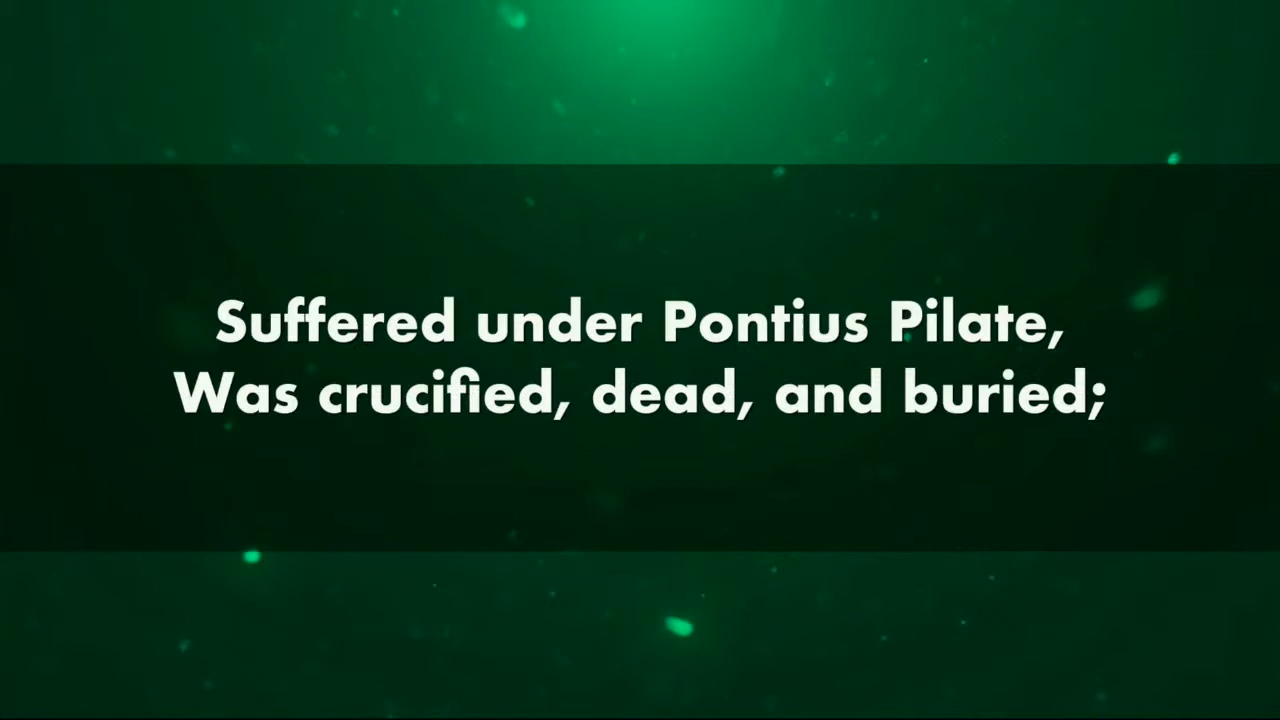 Suffered under Pontius Pilate,
Was crucified, dead, and buried;